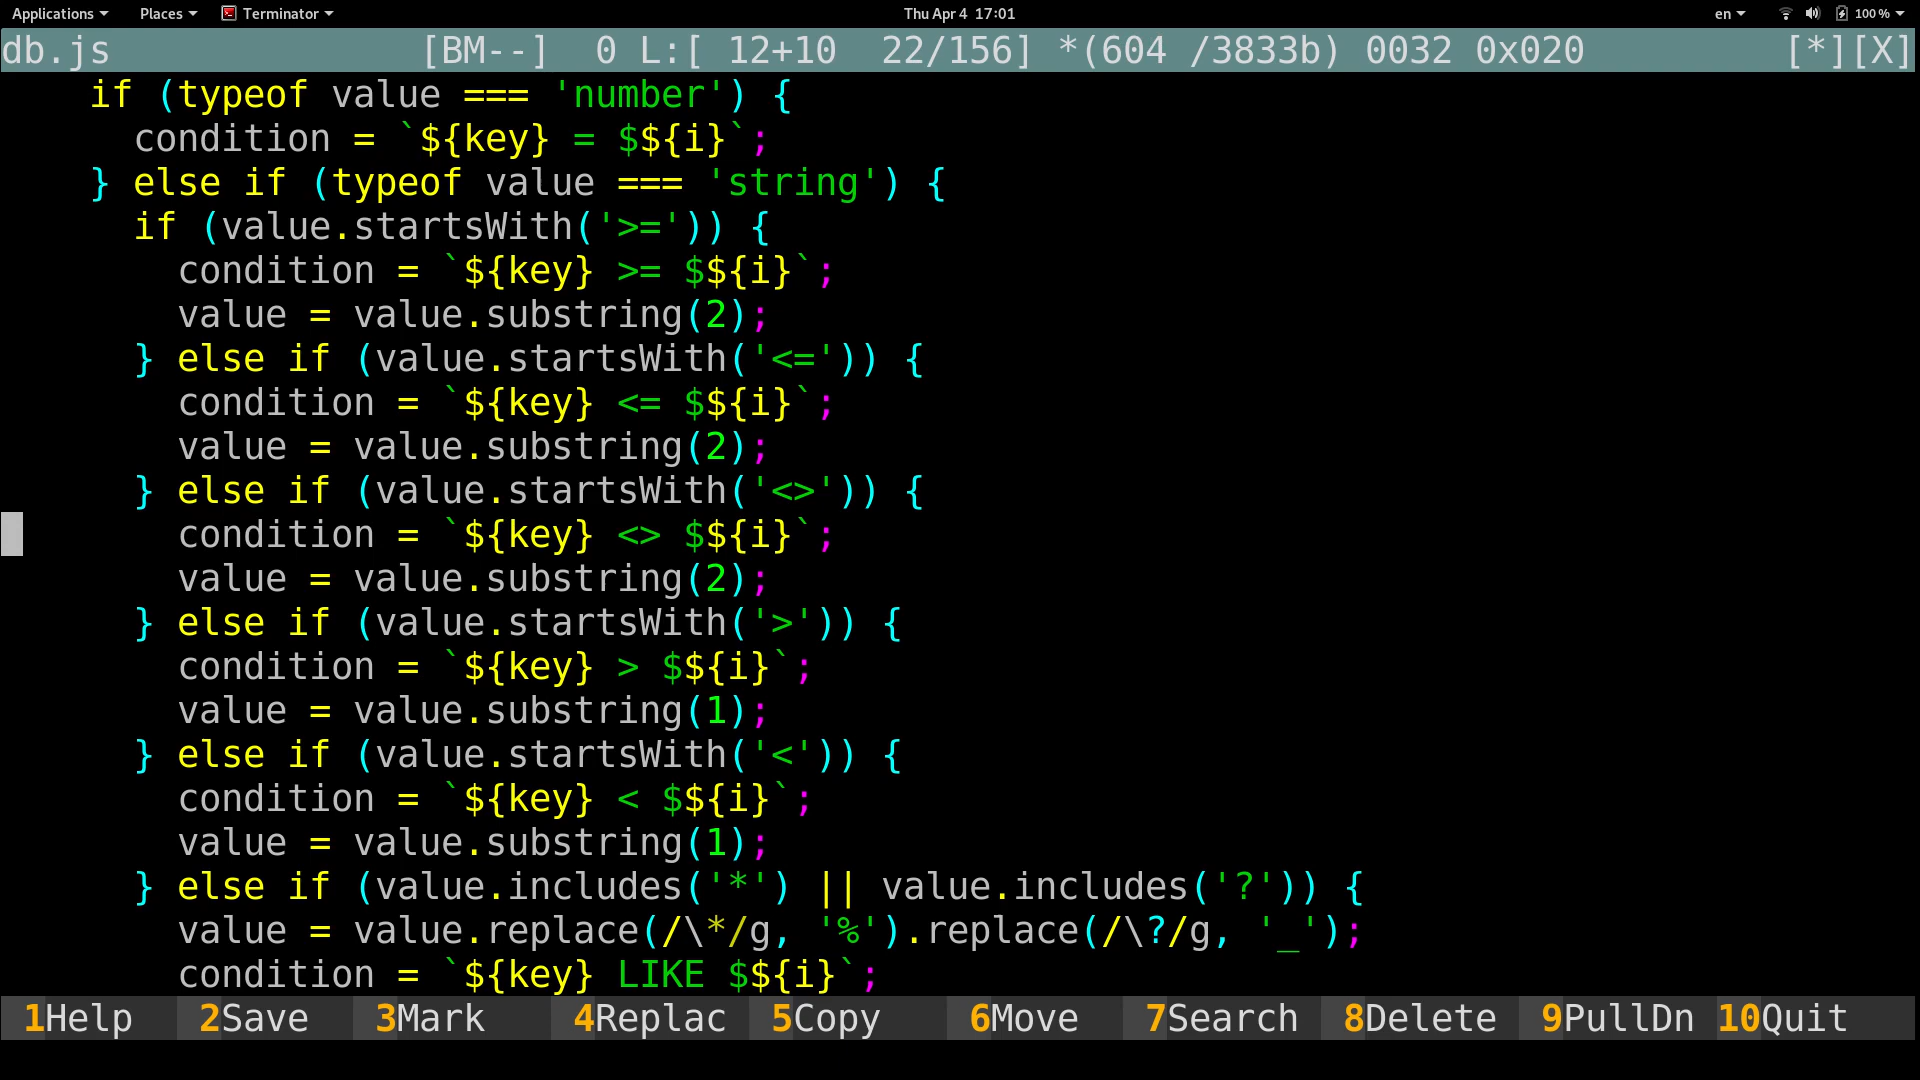 Applications Places Terminator Thu Apr 4 17:01 en 100 %
db.js [BM--] 0 L:[ 12+10 22/156] *(604 /3833b) 0032 0x020 [*][X]
if (typeof value === 'number') {
condition = `${key} = $${i}`;
} else if (typeof value === 'string') {
if (value.startsWith('>=')) {
condition = `${key} >= $${i}`;
value = value.substring(2);
} else if (value.startsWith('<=')) {
condition = `${key} <= $${i}`;
value = value.substring(2);
} else if (value.startsWith('<>')) {
condition = `${key} <> $${i}`;
value = value.substring(2);
} else if (value.startsWith('>')) {
condition = `${key} > $${i}`;
value = value.substring(1);
} else if (value.startsWith('<')) {
condition = `${key} < $${i}`;
value = value.substring(1);
} else if (value.includes('*') || value.includes('?')) {
value = value.replace(/\*/g, '%').replace(/\?/g, '_');
condition = `${key} LIKE $${i}`;
1Help 2Save 3Mark 4Replac 5Copy 6Move 7Search 8Delete 9PullDn 10Quit